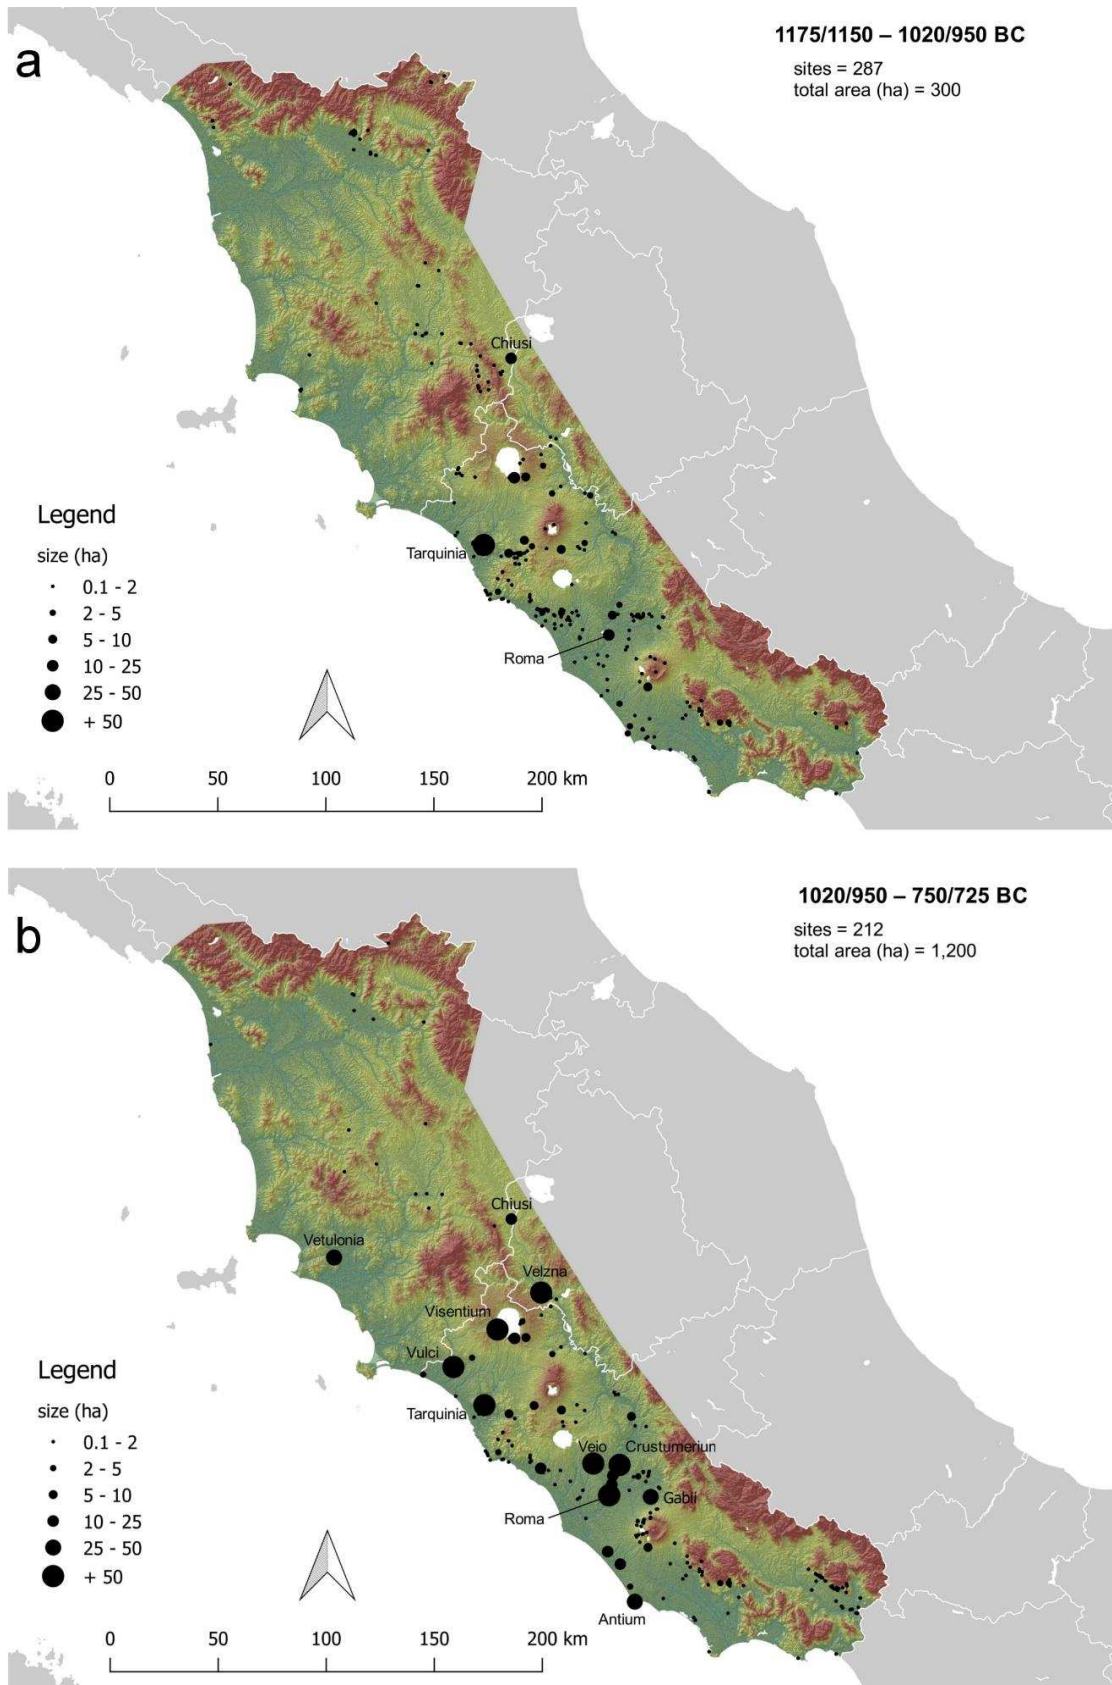 a
1175/1150 – 1020/950 BC
sites = 287
total area (ha) = 300
Chiusi
Tarquinia
Roma
Legend
size (ha)
0.1 - 2
2 - 5
5 - 10
10 - 25
25 - 50
+ 50
0 50 100 150 200 km
b
1020/950 – 750/725 BC
sites = 212
total area (ha) = 1,200
Chiusi
Vetulonia
Velzna
Visentium
Vulci
Tarquinia
Veio
Crustumeriun
Gabii
Roma
Antium
Legend
size (ha)
0.1 - 2
2 - 5
5 - 10
10 - 25
25 - 50
+ 50
0 50 100 150 200 km